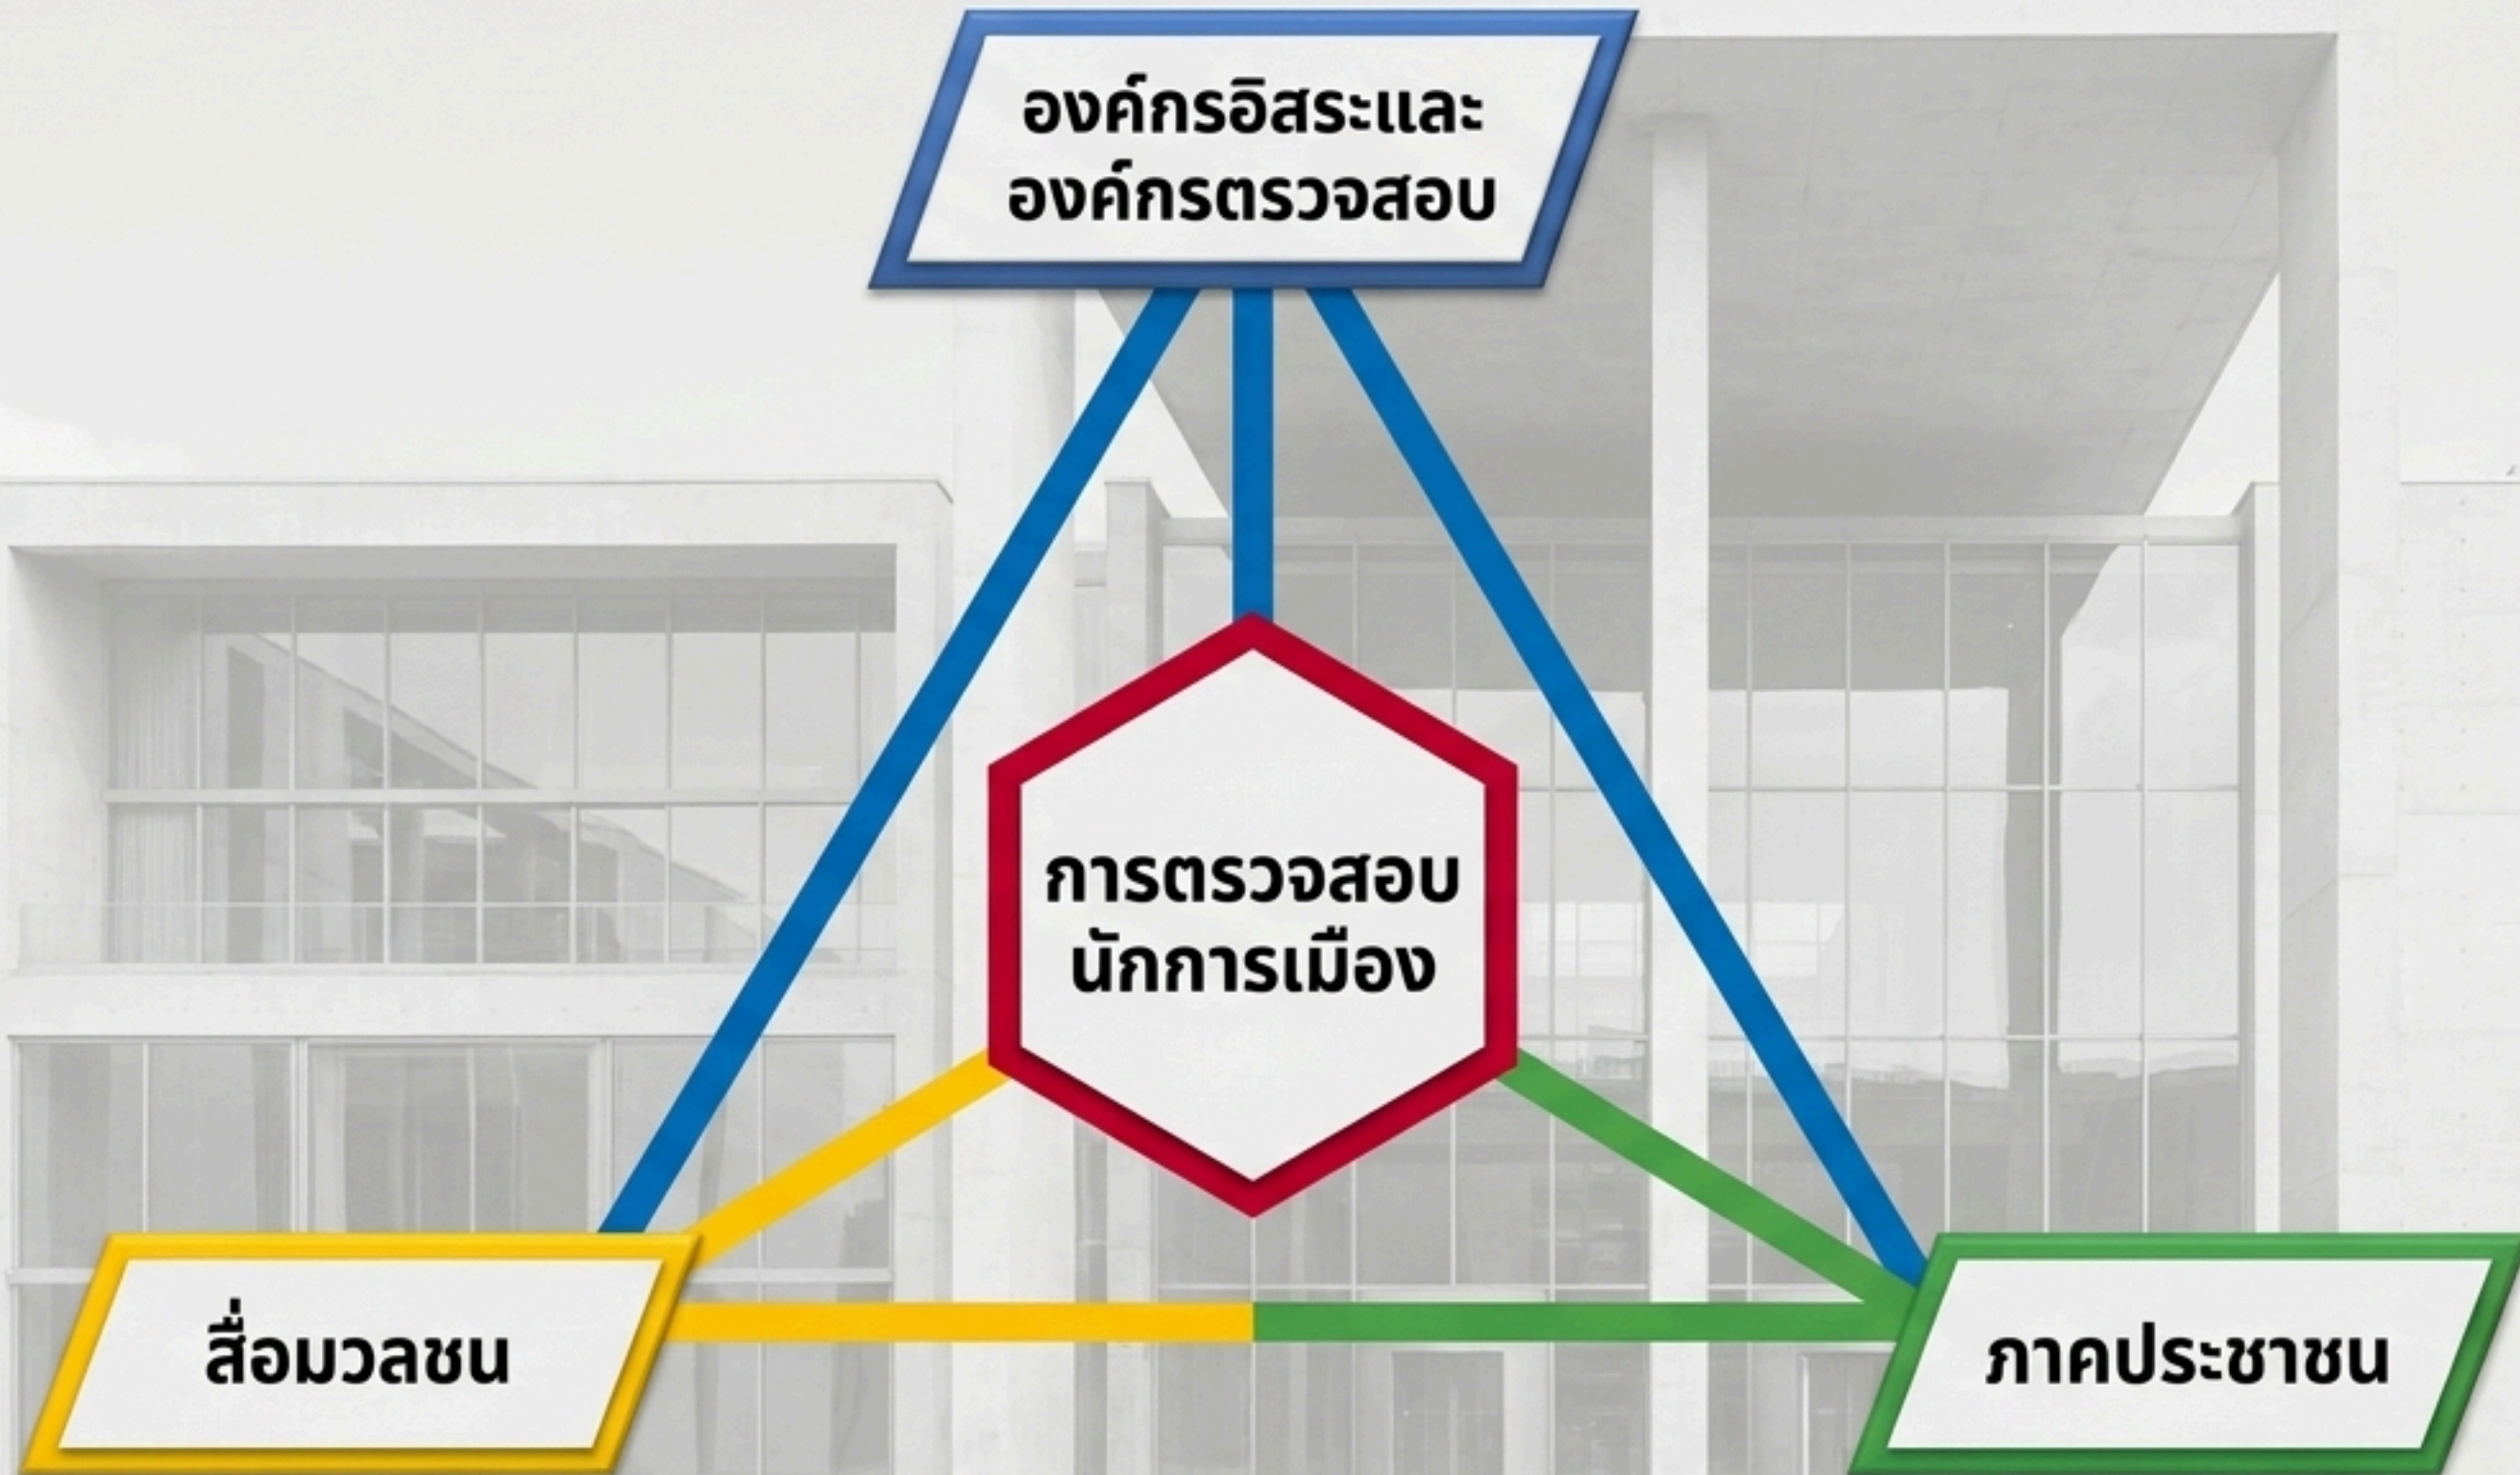 องค์กรอิสระและ
องค์กรตรวจสอบ
การตรวจสอบ
นักการเมือง
สื่อมวลชน
ภาคประชาชน